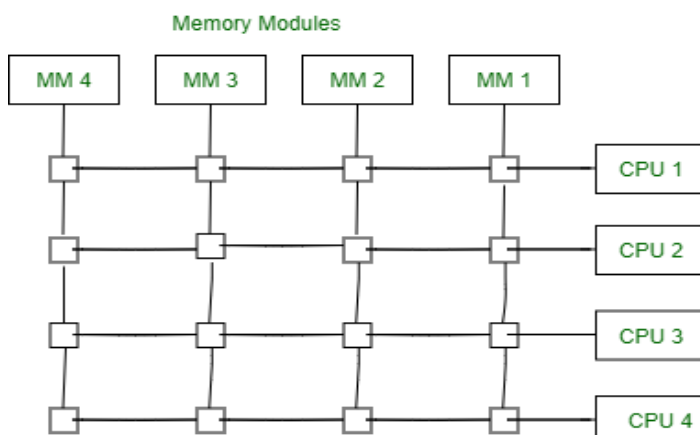 Memory Modules
MM 4 MM 3 MM 2 MM 1
CPU 1
CPU 2
CPU 3
CPU 4